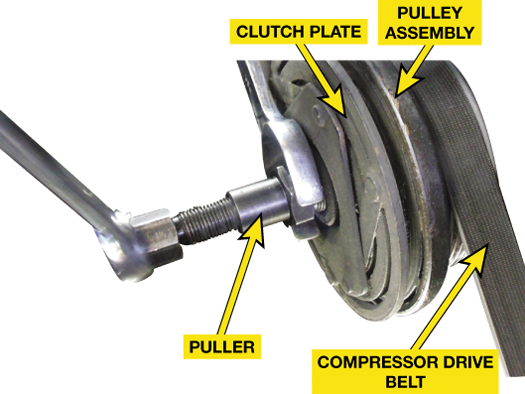 CLUTCH PLATE
PULLEY
ASSEMBLY
PULLER
COMPRESSOR DRIVE
BELT